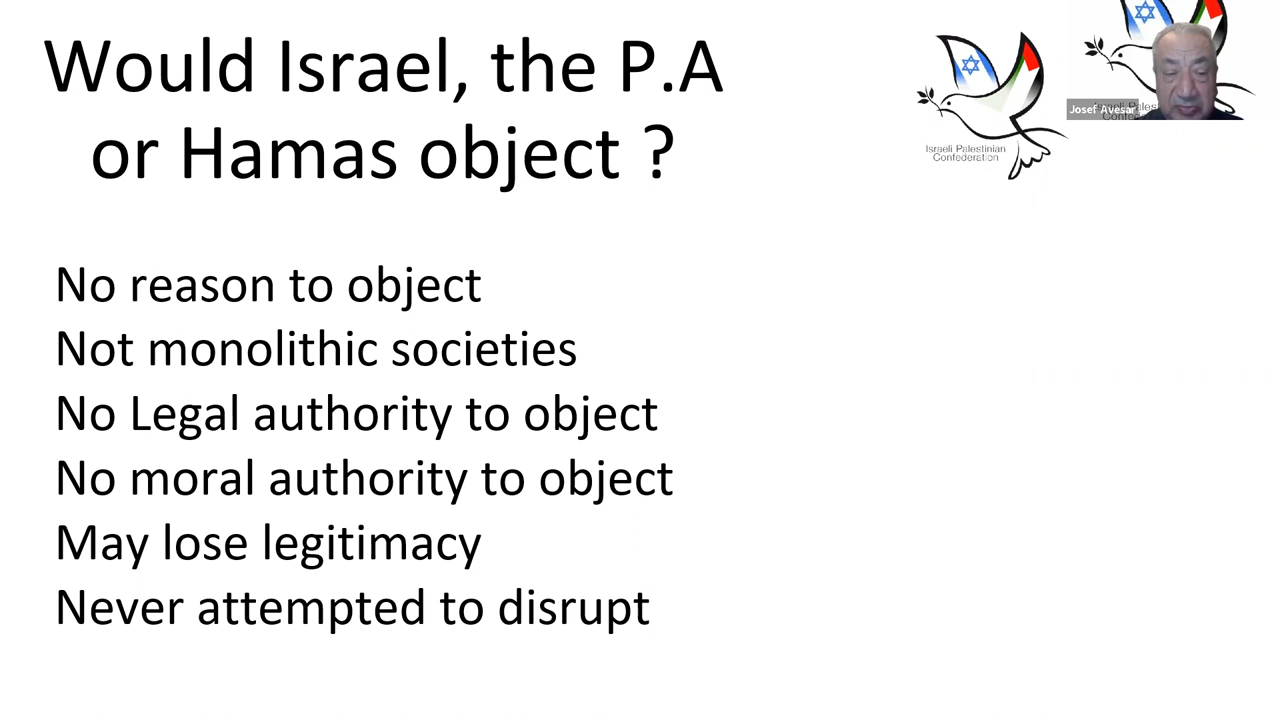 Would Israel, the P.A
or Hamas object ?
Israeli Palestinian
Confederation
Josef Avesar
No reason to object
Not monolithic societies
No Legal authority to object
No moral authority to object
May lose legitimacy
Never attempted to disrupt